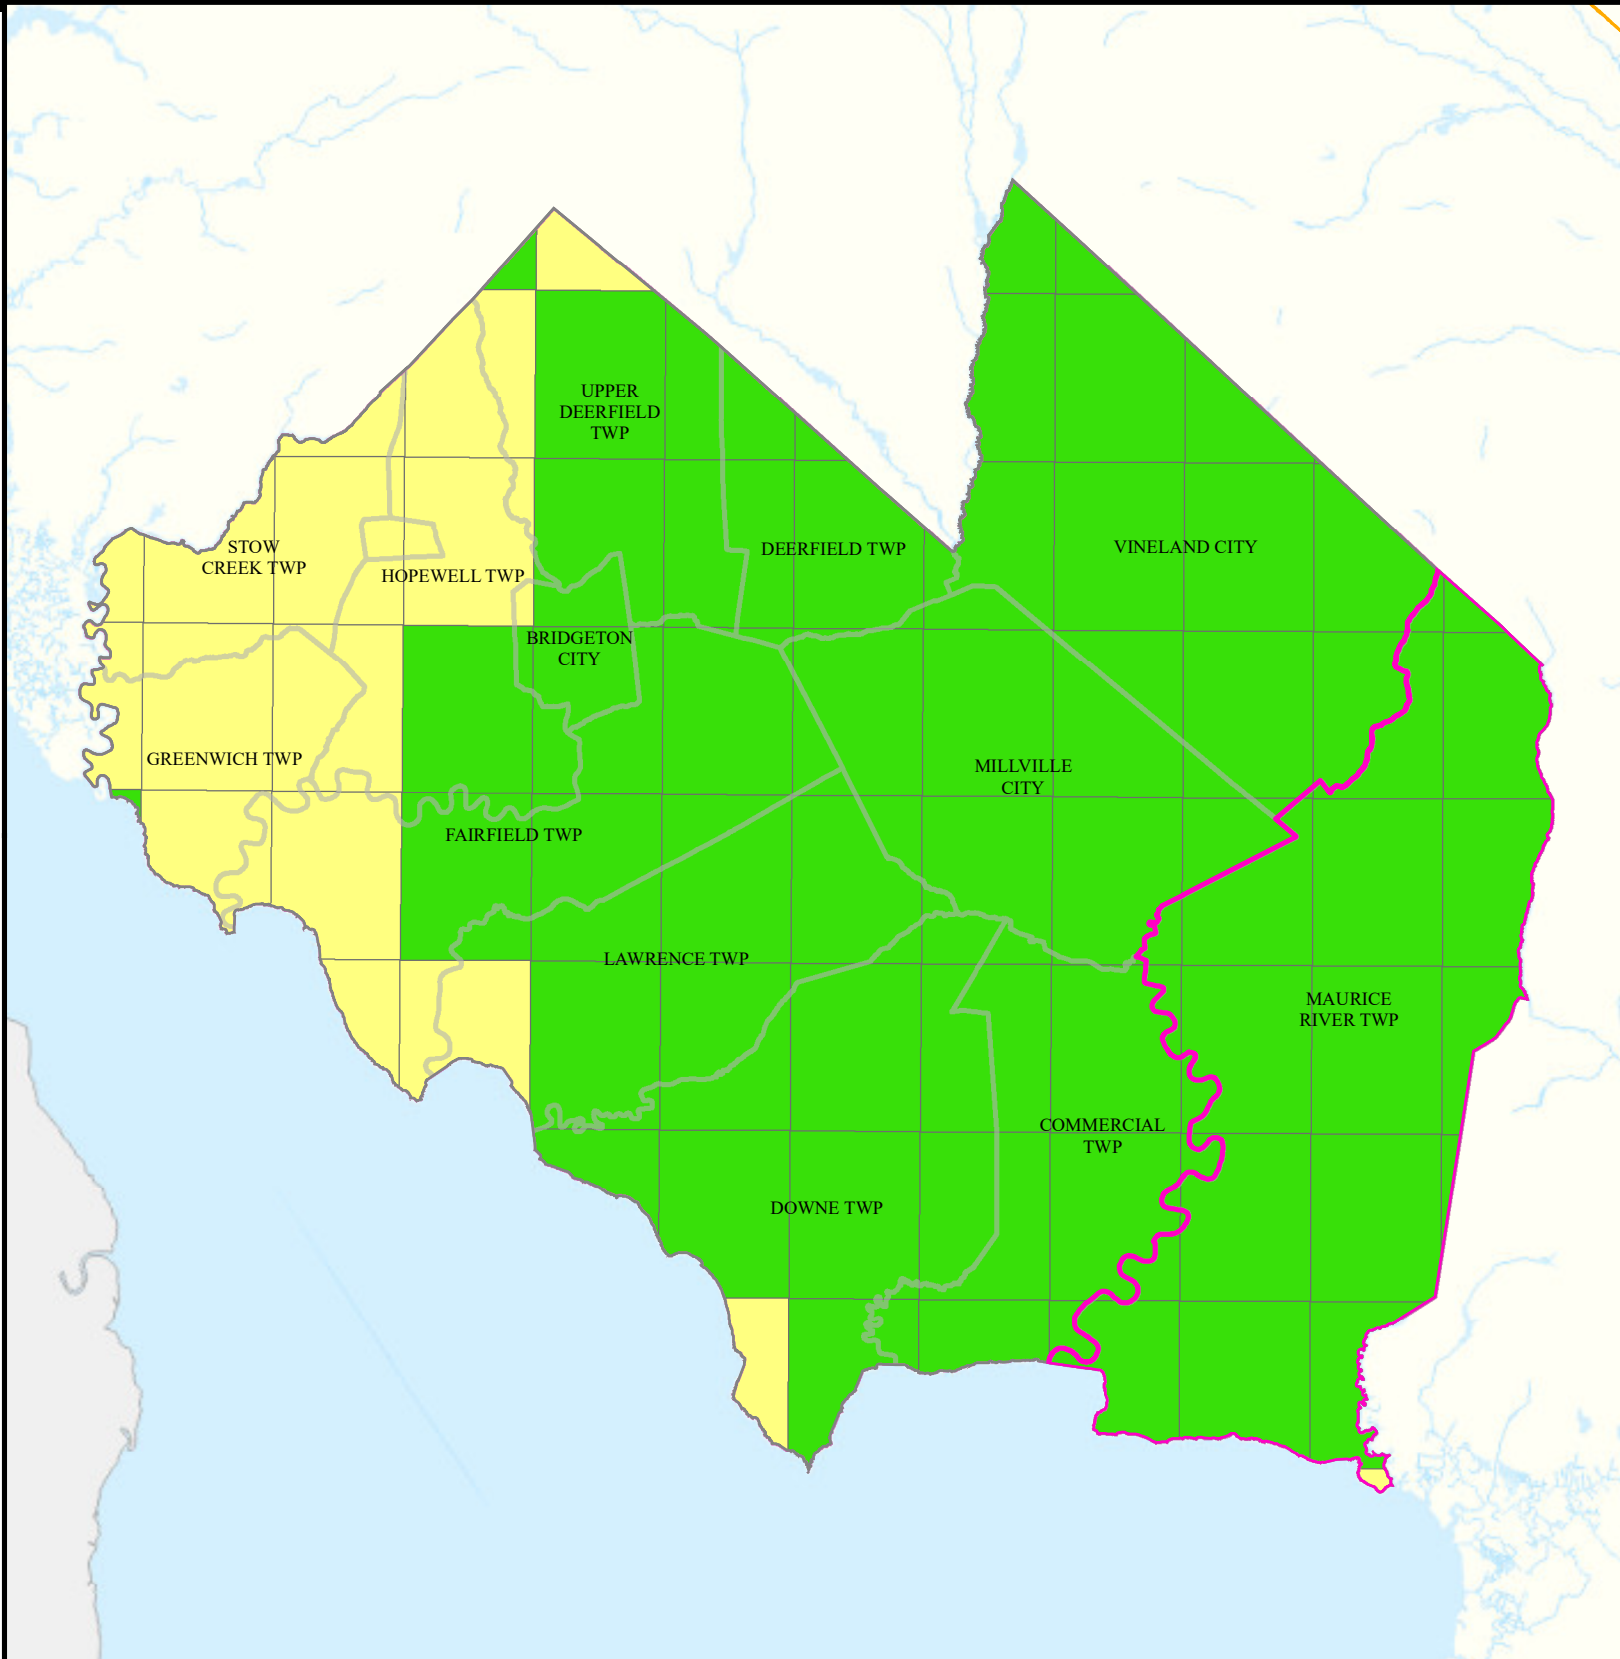 UPPER
DEERFIELD
TWP
STOW
CREEK TWP
HOPEWELL TWP
DEERFIELD TWP
VINELAND CITY
BRIDGETON
CITY
GREENWICH TWP
MILLVILLE
CITY
FAIRFIELD TWP
LAWRENCE TWP
MAURICE
RIVER TWP
COMMERCIAL
TWP
DOWNE TWP